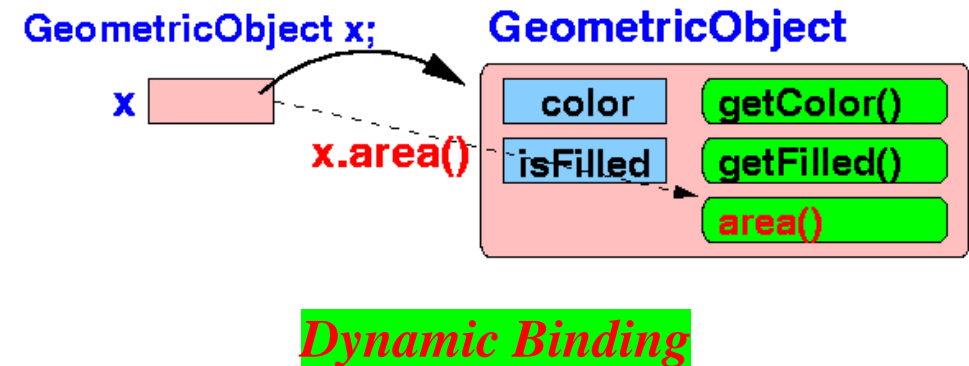 GeometricObject x;
GeometricObject
x
color
getColor()
x.area()
isFilled
getFilled()
area()
Dynamic Binding